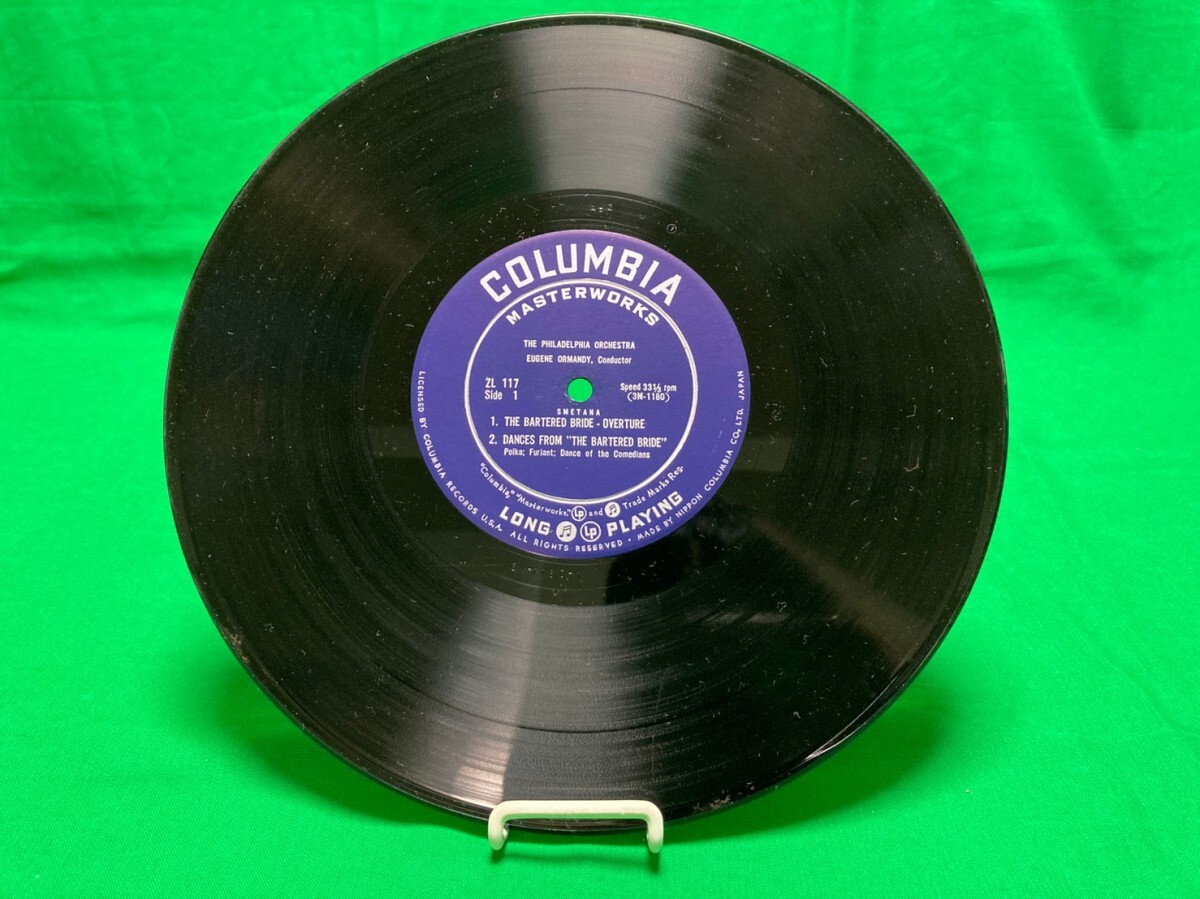 COLUMBIA
MASTERWORKS
THE PHILADELPHIA ORCHESTRA
EUGENE ORMANDY, Conductor
ZL 117
Side 1
Speed 33⅓ rpm
(3M-1180)
SMETANA
1. THE BARTERED BRIDE - OVERTURE
2. DANCES FROM "THE BARTERED BRIDE"
Polka; Furiant; Dance of the Comedians
"Columbia," "Masterworks," Lp and Trade Marks Reg.
LONG Lp PLAYING
LICENSED BY COLUMBIA RECORDS U.S.A. ALL RIGHTS RESERVED • MADE BY NIPPON COLUMBIA CO., LTD. JAPAN